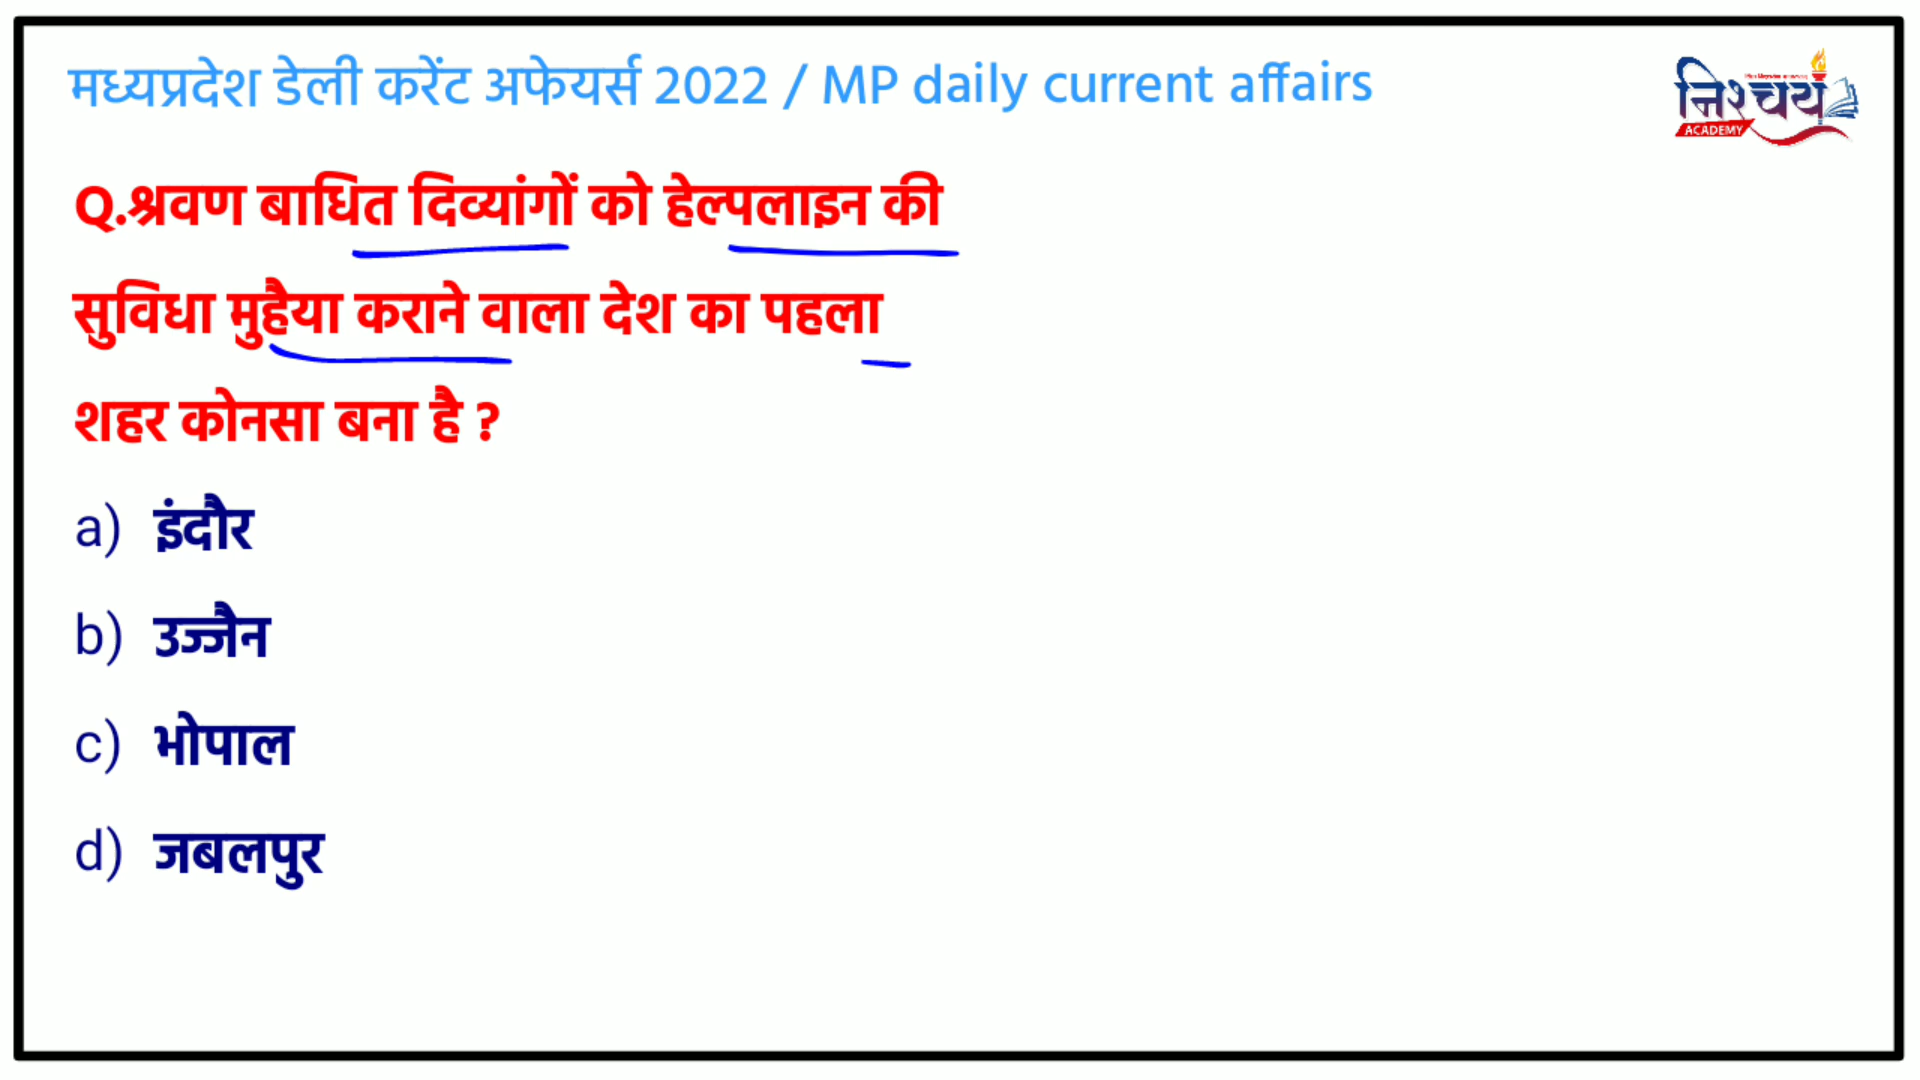 मध्यप्रदेश डेली करेंट अफेयर्स 2022 / MP daily current affairs
निश्चय
ACADEMY
Q.श्रवण बाधित दिव्यांगों को हेल्पलाइन की
सुविधा मुहैया कराने वाला देश का पहला
शहर कोनसा बना है ?
a) इंदौर
b) उज्जैन
c) भोपाल
d) जबलपुर